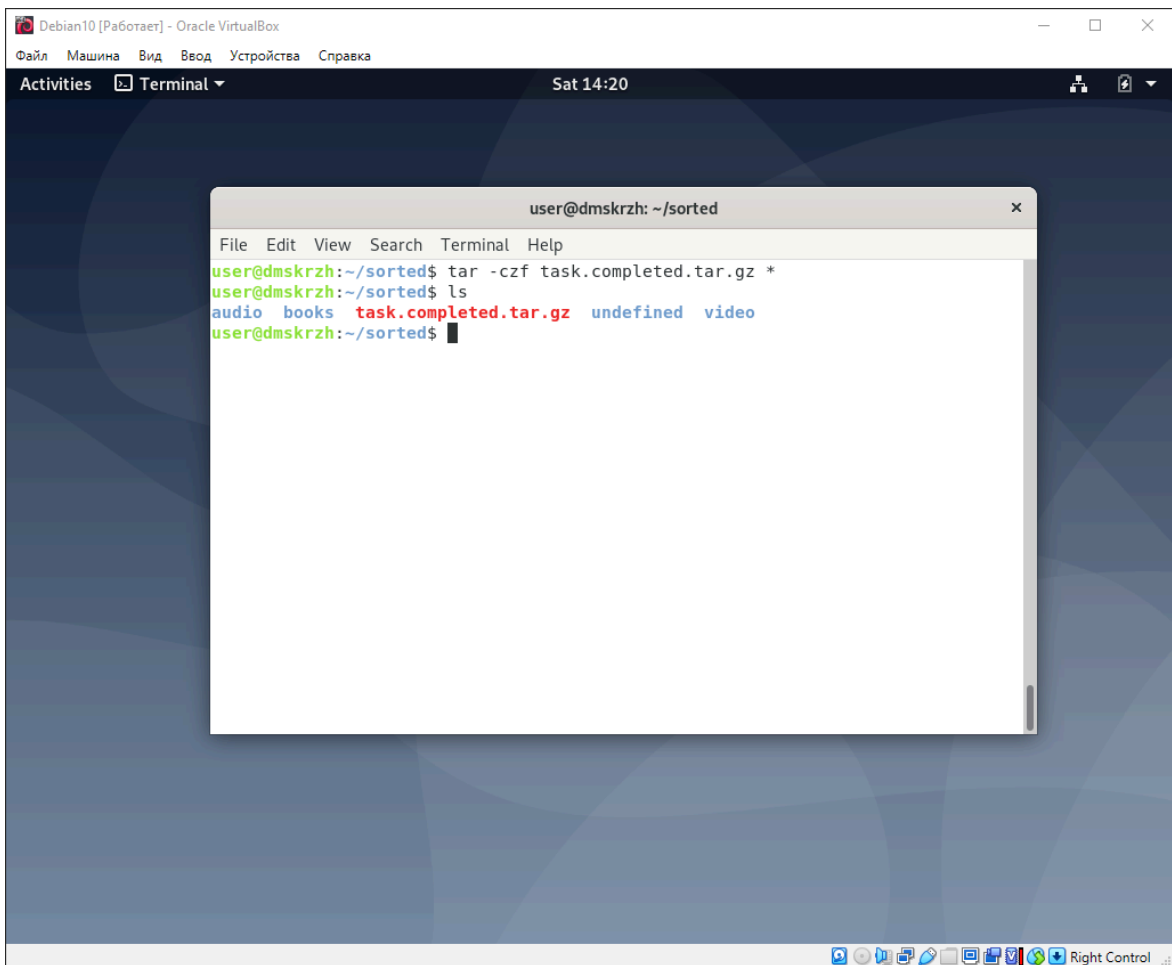 Debian10 [Работает] - Oracle VirtualBox
Файл Машина Вид Ввод Устройства Справка
Activities Terminal Sat 14:20
user@dmskrzh: ~/sorted
File Edit View Search Terminal Help
user@dmskrzh:~/sorted$ tar -czf task.completed.tar.gz *
user@dmskrzh:~/sorted$ ls
audio books task.completed.tar.gz undefined video
user@dmskrzh:~/sorted$
Right Control